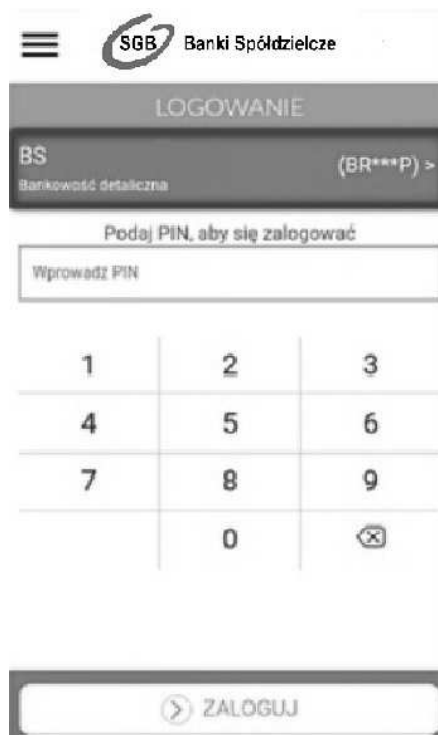 SGB Banki Spółdzielcze
LOGOWANIE
BS
(BR***P) >
Bankowość detaliczna
Podaj PIN, aby się zalogować
Wprowadź PIN
1 2 3
4 5 6
7 8 9
0
ZALOGUJ